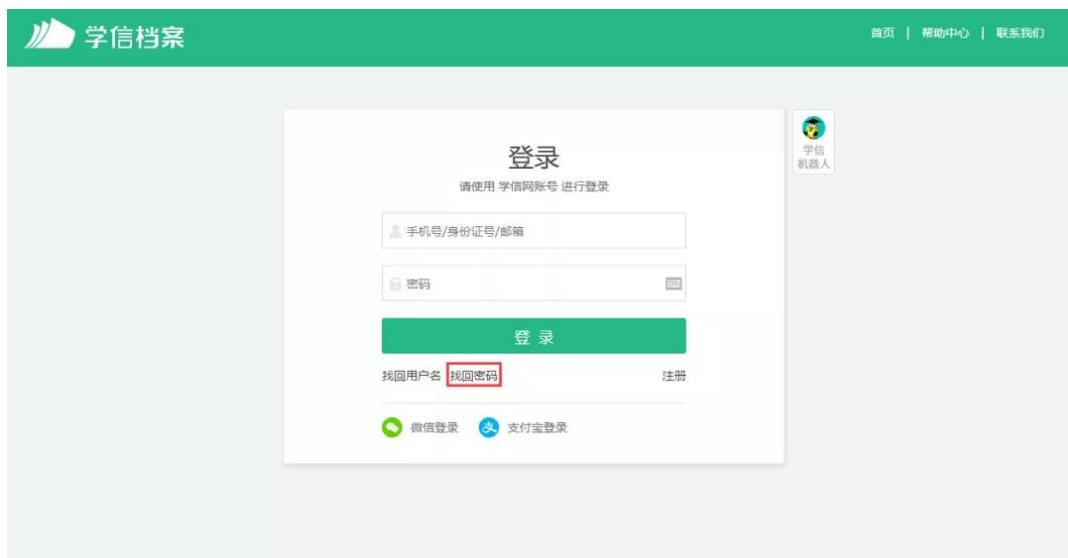 学信档案
首页 | 帮助中心 | 联系我们
登录
请使用 学信网账号 进行登录
手机号/身份证号/邮箱
密码
登 录
找回用户名 找回密码 注册
微信登录 支付宝登录
学信
机器人